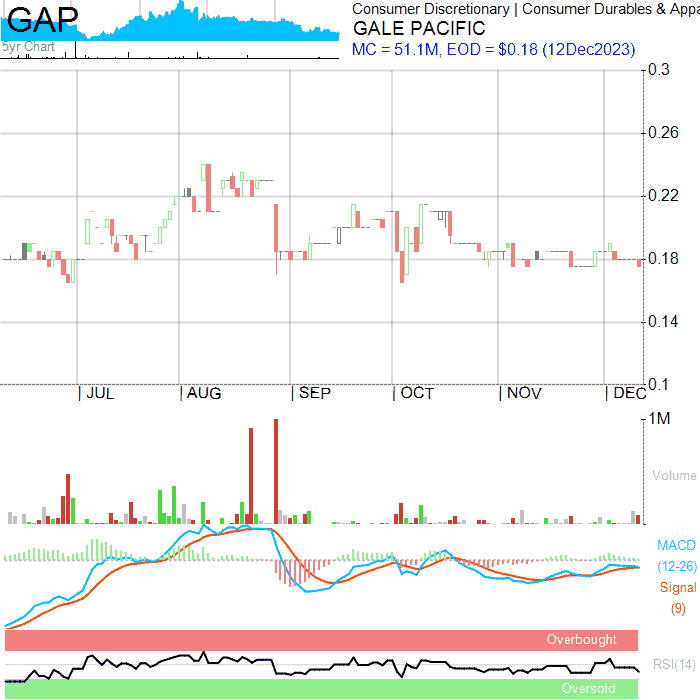 GAP
5yr Chart
Consumer Discretionary | Consumer Durables & Appa
GALE PACIFIC
MC = 51.1M, EOD = $0.18 (12Dec2023)
0.3
0.26
0.22
0.18
0.14
0.1
| JUL | AUG | SEP | OCT | NOV | DEC
1M
Volume
MACD
(12-26)
Signal
(9)
Overbought
RSI(14)
Oversold